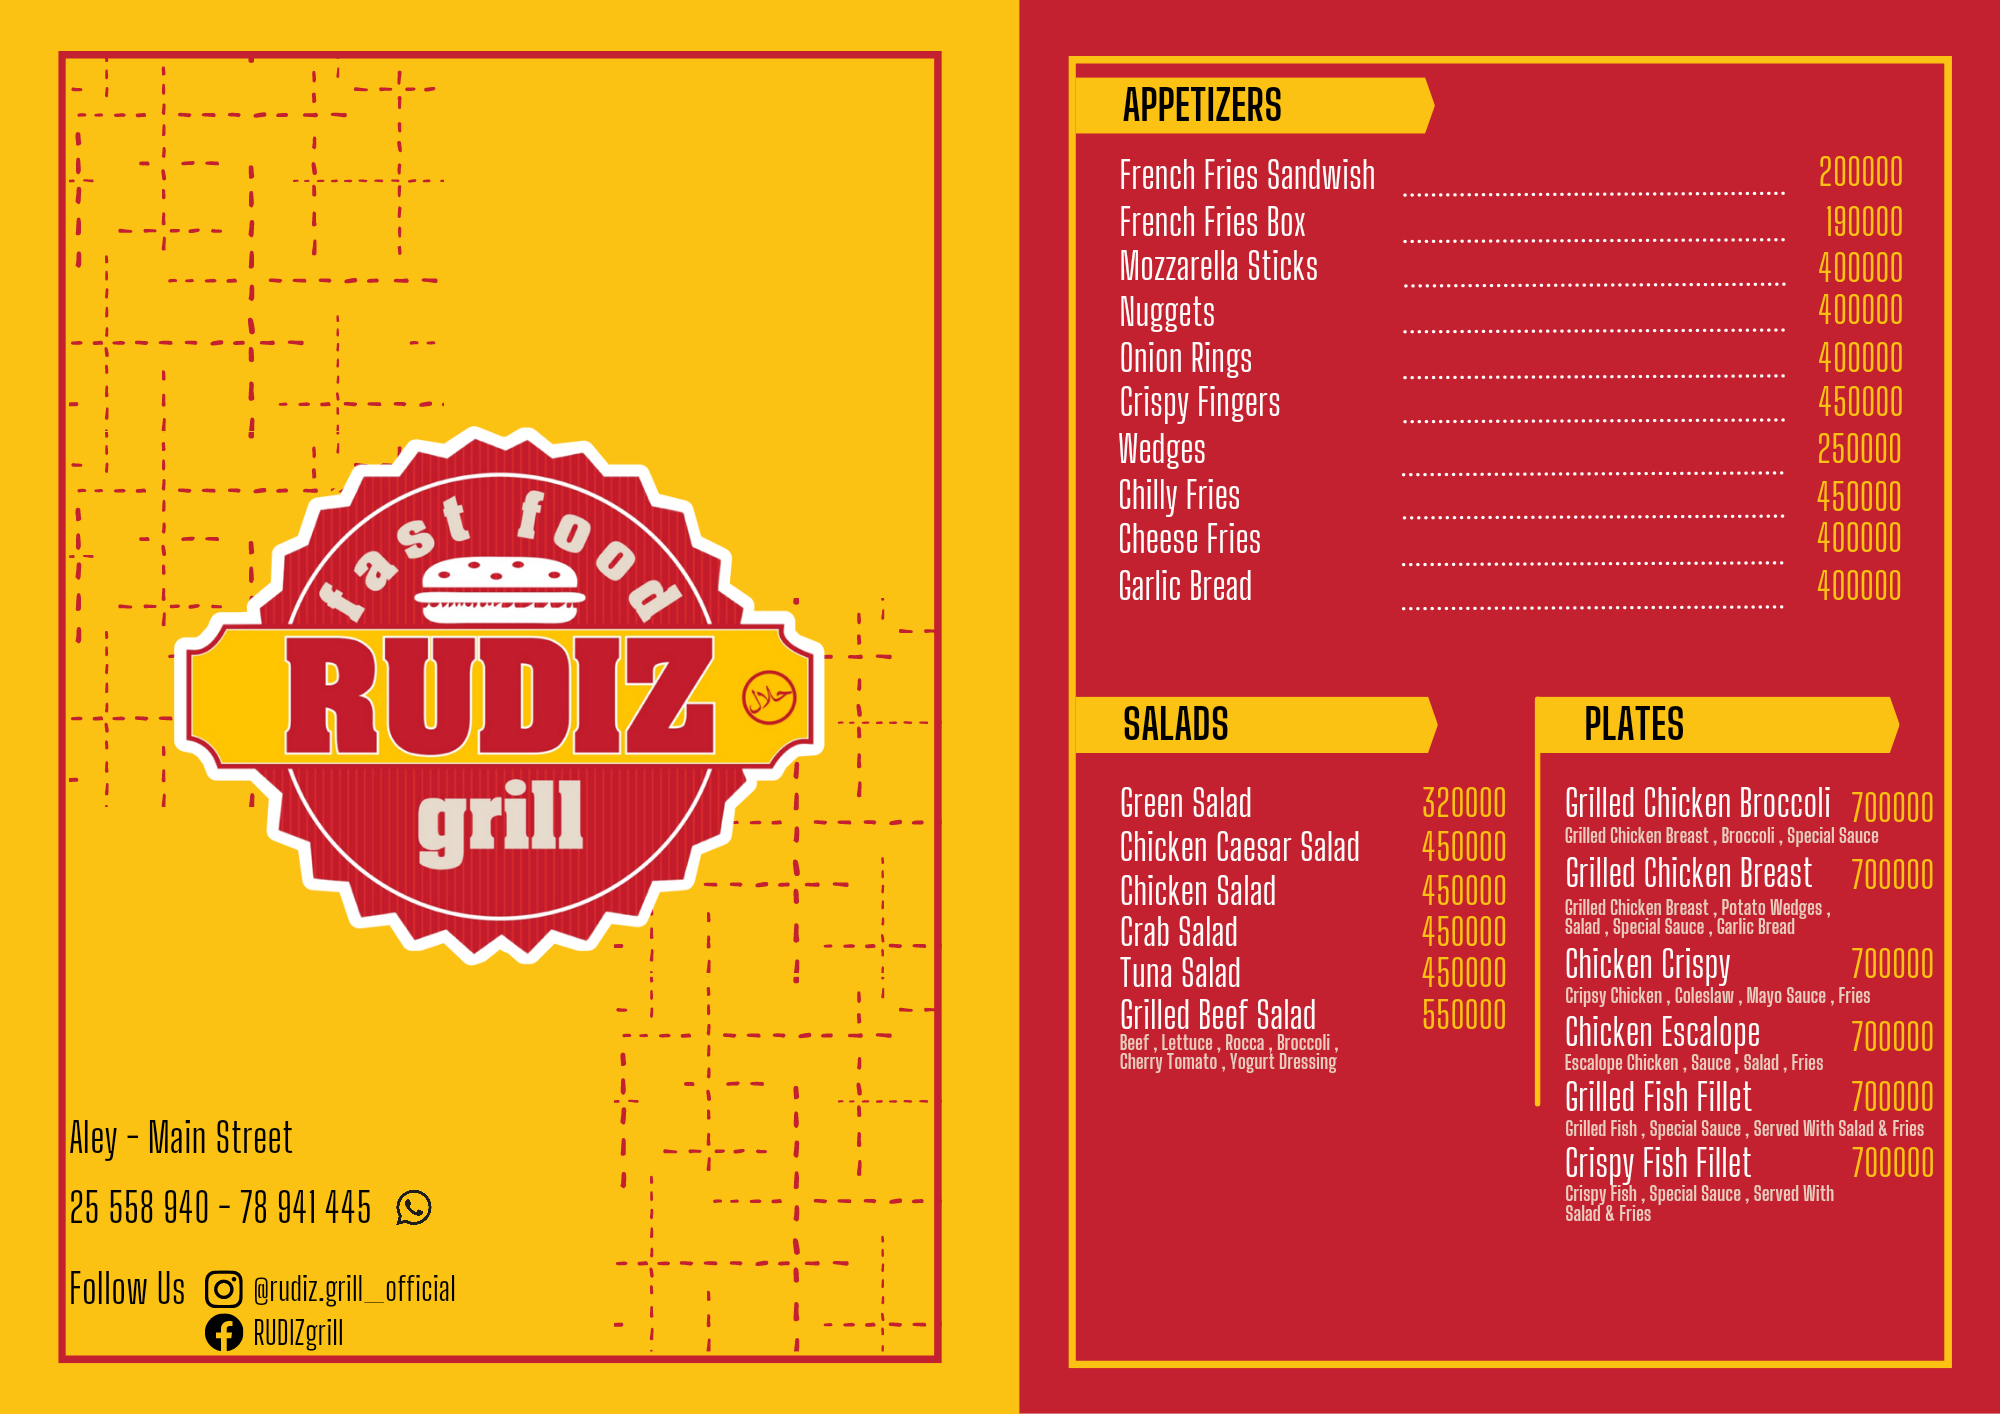 fast food
RUDIZ
حلال
grill
Aley - Main Street
25 558 940 - 78 941 445
Follow Us @rudiz.grill_official
RUDIZgrill
APPETIZERS
French Fries Sandwish 200000
French Fries Box 190000
Mozzarella Sticks 400000
Nuggets 400000
Onion Rings 400000
Crispy Fingers 450000
Wedges 250000
Chilly Fries 450000
Cheese Fries 400000
Garlic Bread 400000
SALADS
Green Salad 320000
Chicken Caesar Salad 450000
Chicken Salad 450000
Crab Salad 450000
Tuna Salad 450000
Grilled Beef Salad 550000
Beef , Lettuce , Rocca , Broccoli ,
Cherry Tomato , Yogurt Dressing
PLATES
Grilled Chicken Broccoli 700000
Grilled Chicken Breast , Broccoli , Special Sauce
Grilled Chicken Breast 700000
Grilled Chicken Breast , Potato Wedges ,
Salad , Special Sauce , Garlic Bread
Chicken Crispy 700000
Cripsy Chicken , Coleslaw , Mayo Sauce , Fries
Chicken Escalope 700000
Escalope Chicken , Sauce , Salad , Fries
Grilled Fish Fillet 700000
Grilled Fish , Special Sauce , Served With Salad & Fries
Crispy Fish Fillet 700000
Crispy Fish , Special Sauce , Served With
Salad & Fries